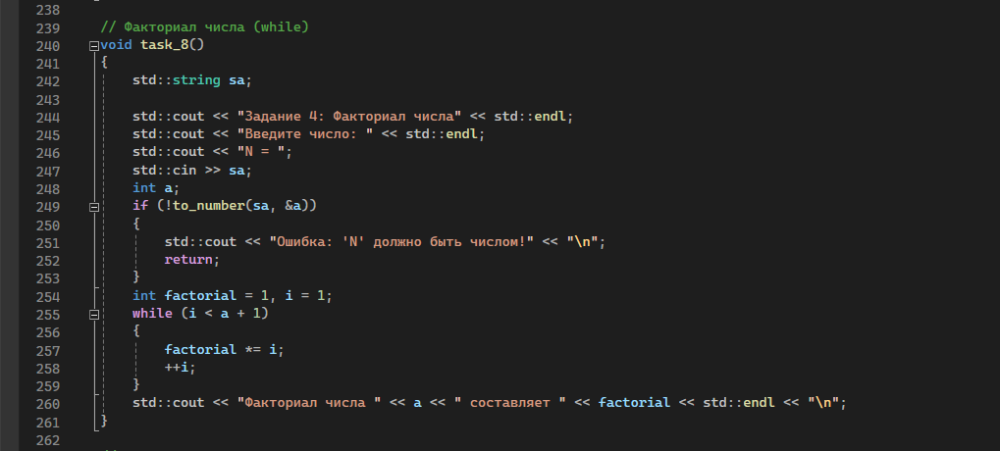 238
239 // Факториал числа (while)
240 void task_8()
241 {
242 std::string sa;
243
244 std::cout << "Задание 4: Факториал числа" << std::endl;
245 std::cout << "Введите число: " << std::endl;
246 std::cout << "N = ";
247 std::cin >> sa;
248 int a;
249 if (!to_number(sa, &a))
250 {
251 std::cout << "Ошибка: 'N' должно быть числом!" << "\n";
252 return;
253 }
254 int factorial = 1, i = 1;
255 while (i < a + 1)
256 {
257 factorial *= i;
258 ++i;
259 }
260 std::cout << "Факториал числа " << a << " составляет " << factorial << std::endl << "\n";
261 }
262